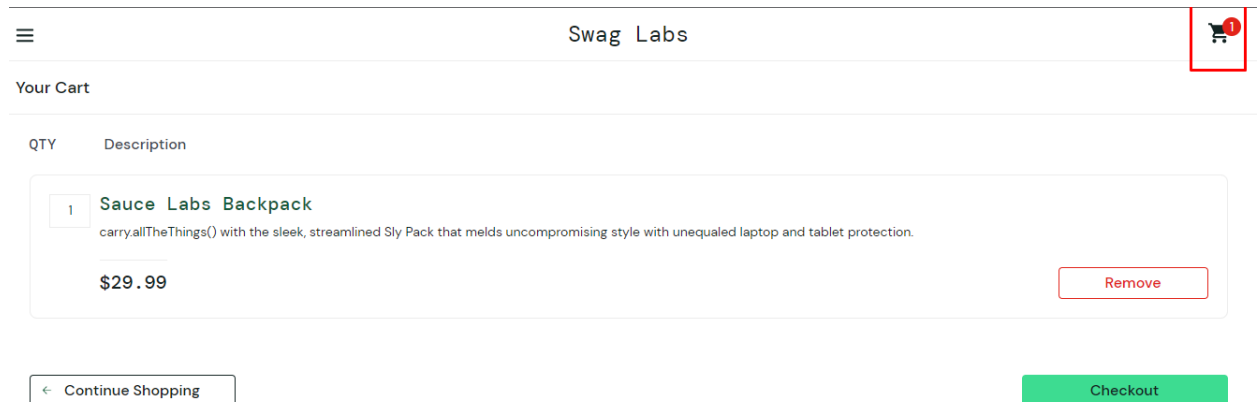 Swag Labs
1
Your Cart
QTY Description
1
Sauce Labs Backpack
carry.allTheThings() with the sleek, streamlined Sly Pack that melds uncompromising style with unequaled laptop and tablet protection.
$29.99
Remove
Continue Shopping
Checkout